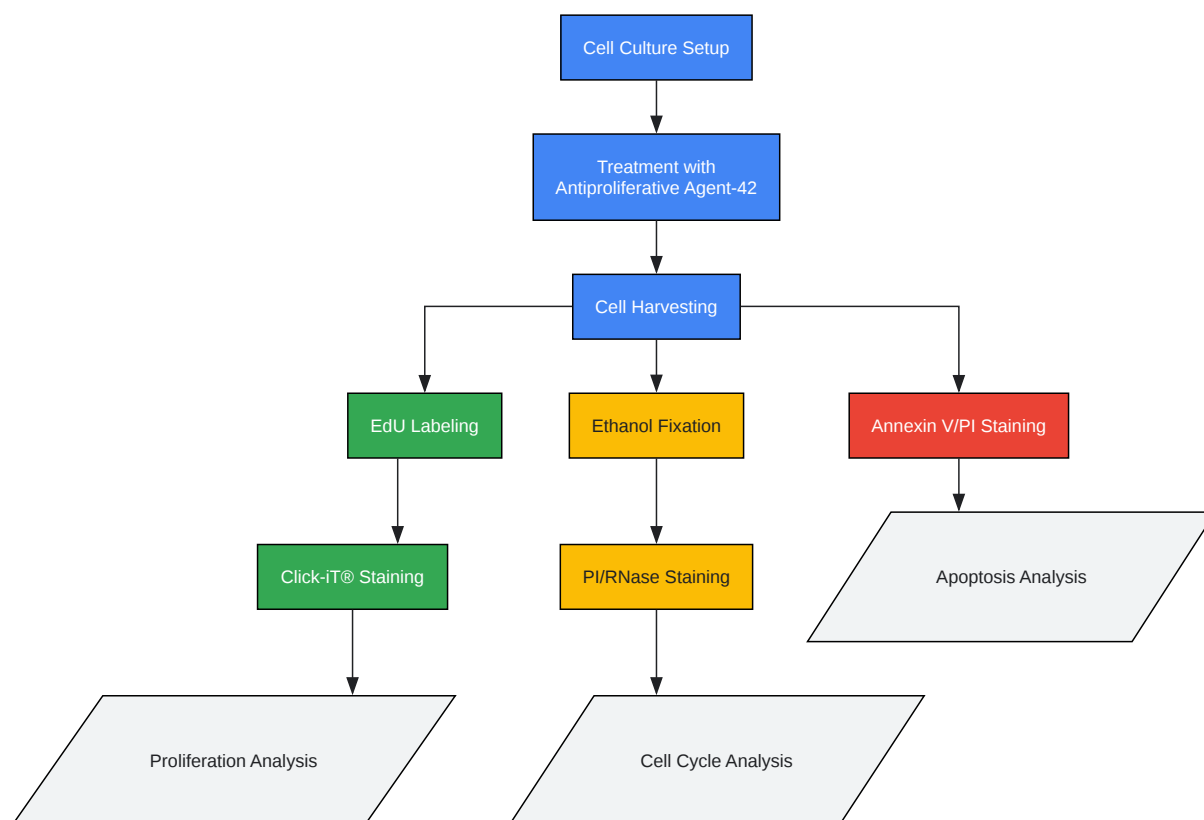 Cell Culture Setup
Treatment with
Antiproliferative Agent-42
Cell Harvesting
EdU Labeling
Ethanol Fixation
Annexin V/PI Staining
Click-iT® Staining
PI/RNase Staining
Apoptosis Analysis
Proliferation Analysis
Cell Cycle Analysis